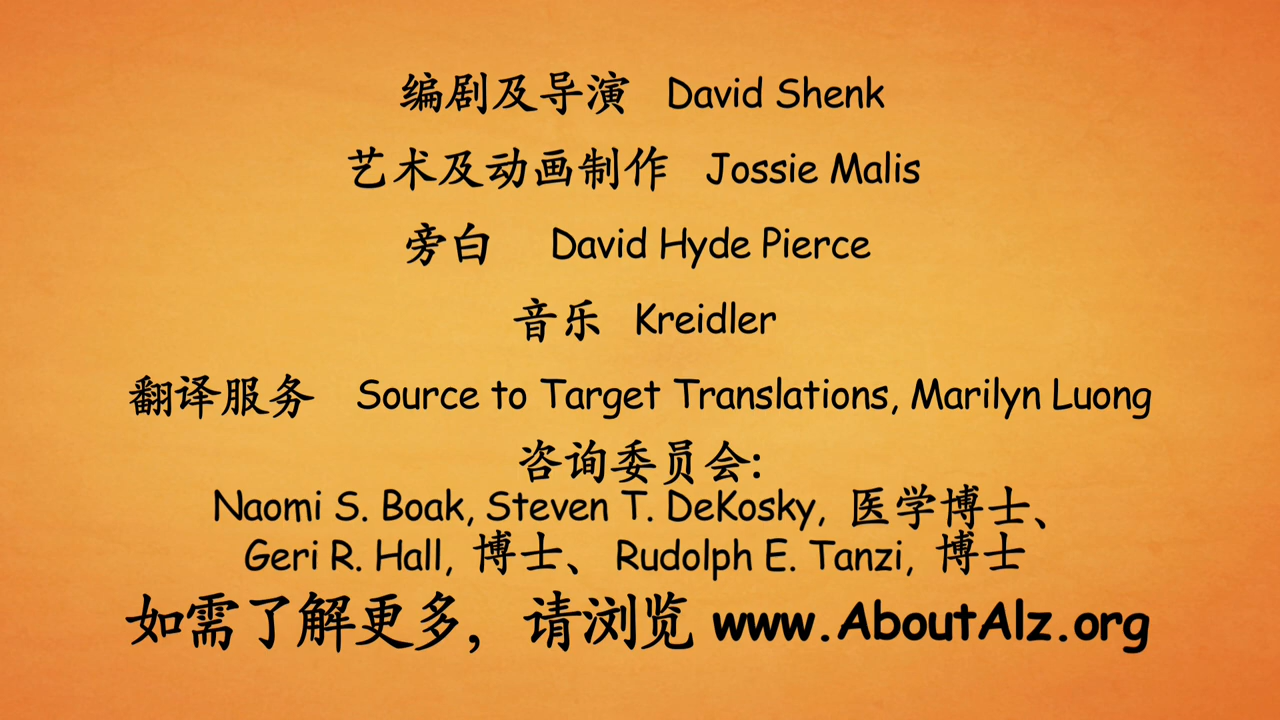 编剧及导演 David Shenk
艺术及动画制作 Jossie Malis
旁白 David Hyde Pierce
音乐 Kreidler
翻译服务 Source to Target Translations, Marilyn Luong
咨询委员会:
Naomi S. Boak, Steven T. DeKosky, 医学博士、
Geri R. Hall, 博士、 Rudolph E. Tanzi, 博士
如需了解更多，请浏览 www.AboutAlz.org